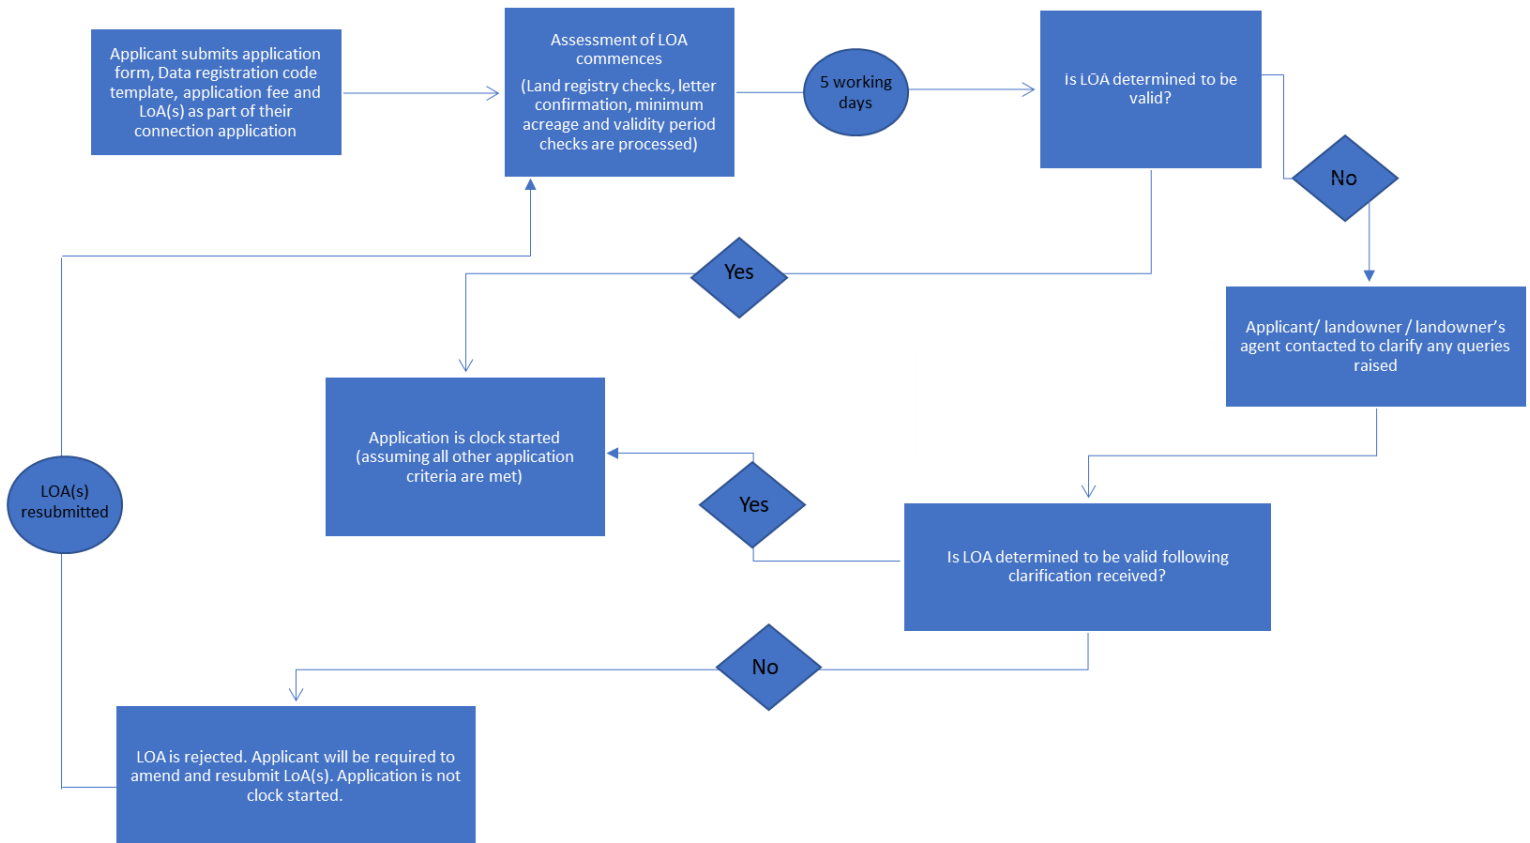 Applicant submits application
form, Data registration code
template, application fee and
LoA(s) as part of their
connection application
Assessment of LOA
commences
(Land registry checks, letter
confirmation, minimum
acreage and validity period
checks are processed)
5 working
days
Is LOA determined to be
valid?
No
Yes
Applicant/ landowner / landowner’s
agent contacted to clarify any queries
raised
Application is clock started
(assuming all other application
criteria are met)
Yes
LOA(s)
resubmitted
Is LOA determined to be valid following
clarification received?
No
LOA is rejected. Applicant will be required to
amend and resubmit LoA(s). Application is not
clock started.